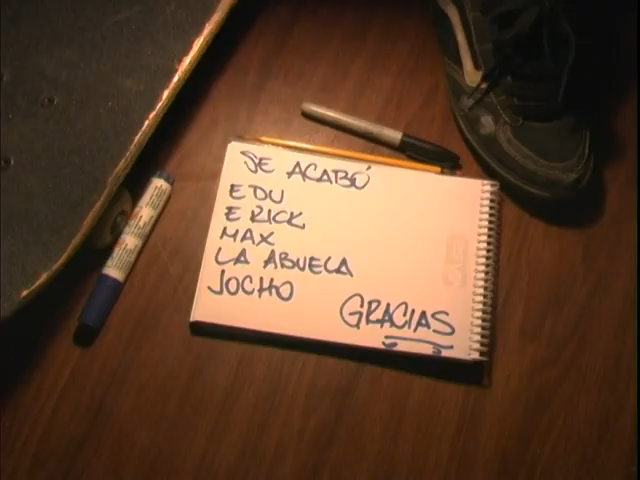 SE ACABÓ
EDU
ERICK
MAX
LA ABUELA
JOCHO
GRACIAS